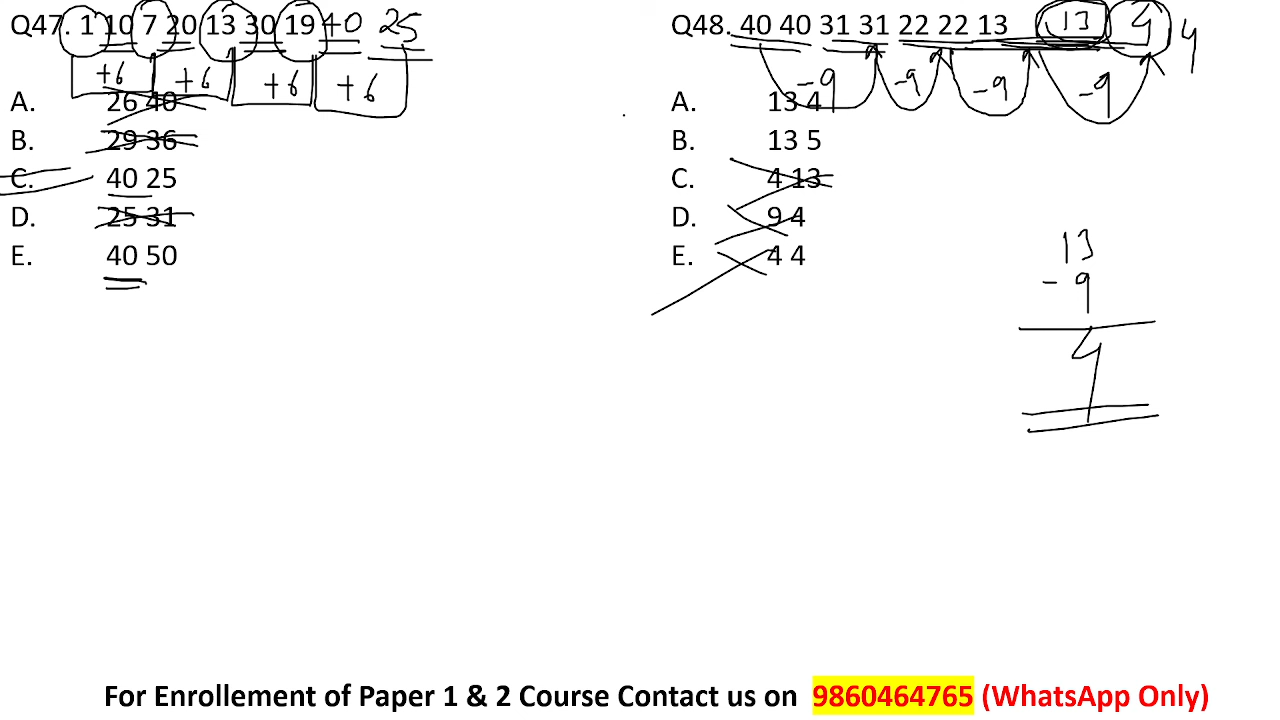 Q47. 1 10 7 20 13 30 19 40 25
+6 +6 +6 +6
A. 26 40
B. 29 36
C. 40 25
D. 25 31
E. 40 50
Q48. 40 40 31 31 22 22 13 13 4 4
-9 -9 -9 -9
A. 13 4
B. 13 5
C. 4 13
D. 9 4
E. 4 4
13
- 9
4
For Enrollement of Paper 1 & 2 Course Contact us on 9860464765 (WhatsApp Only)